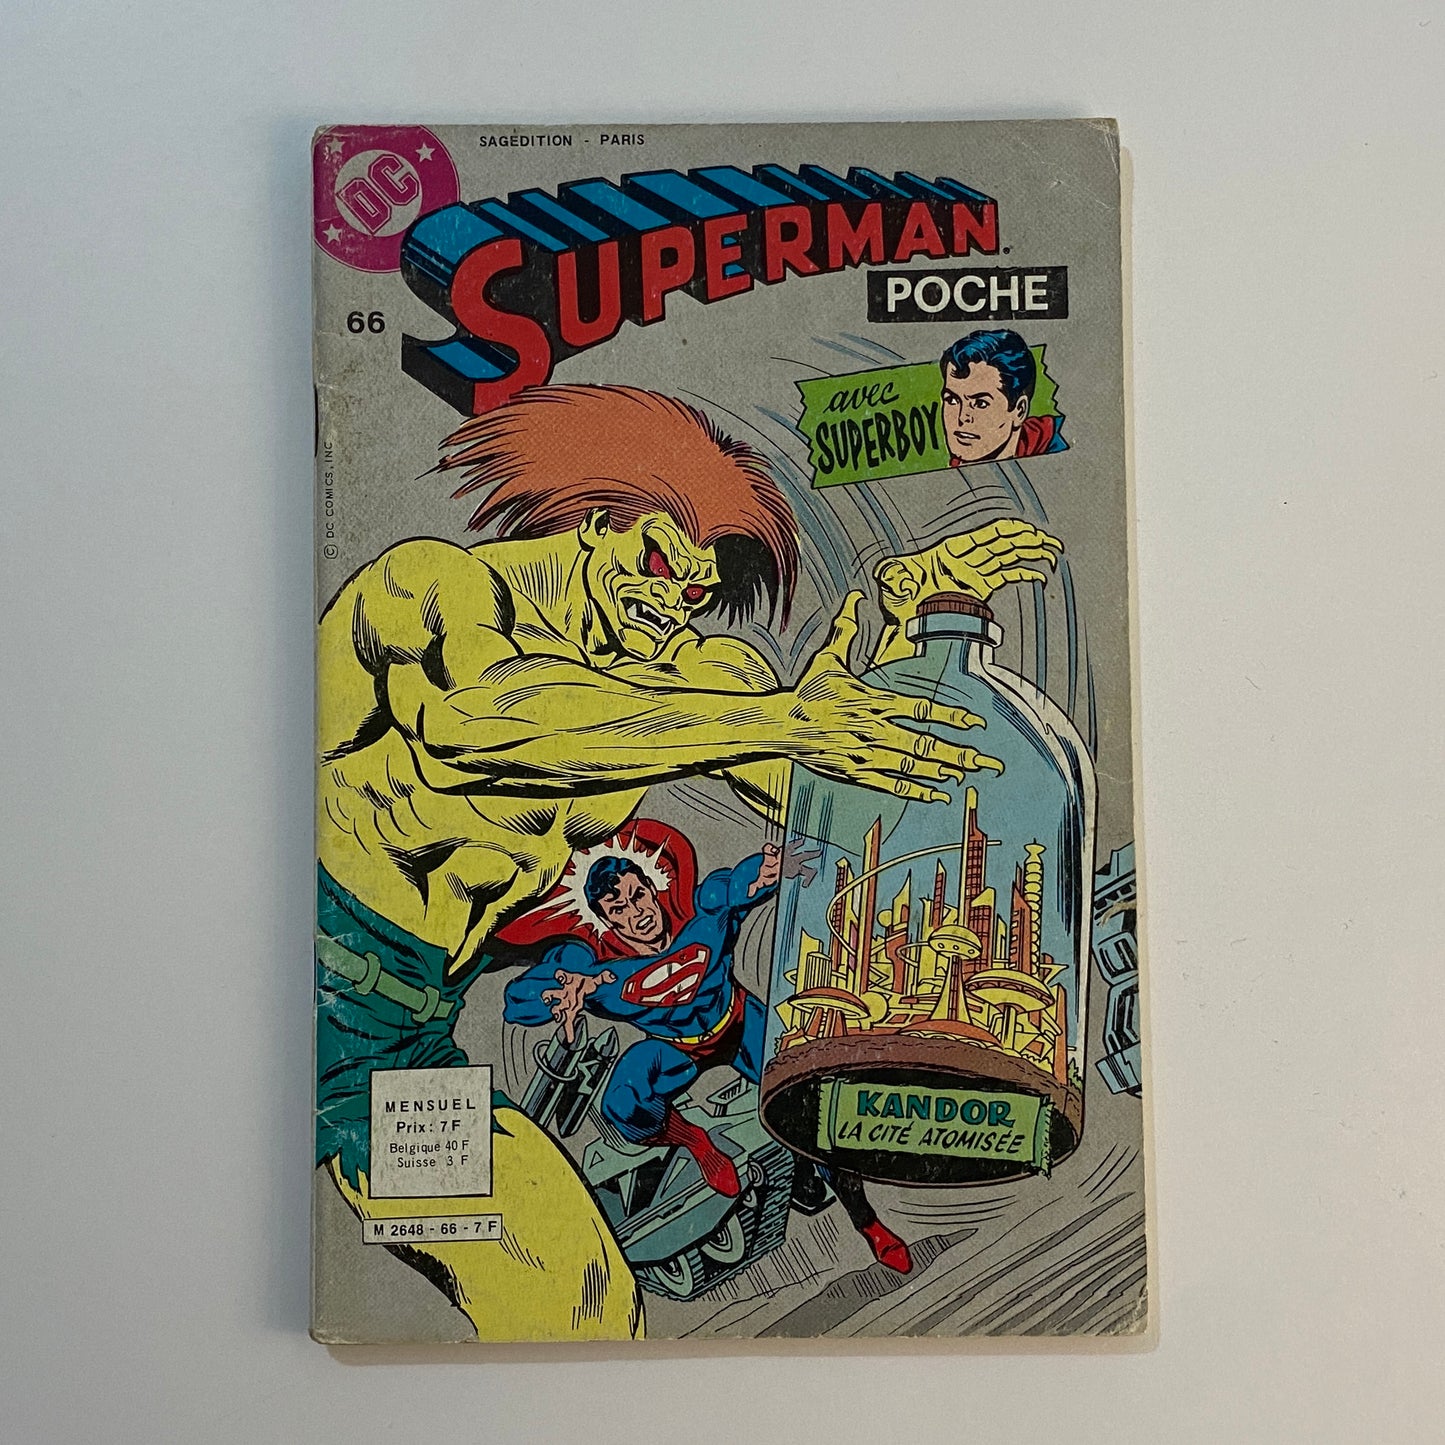 SAGEDITION - PARIS
DC
SUPERMAN
POCHE
66
avec
SUPERBOY
© DC COMICS, INC
S
KANDOR
LA CITÉ ATOMISÉE
MENSUEL
Prix : 7 F
Belgique 40 F
Suisse 3 F
M 2648 - 66 - 7 F